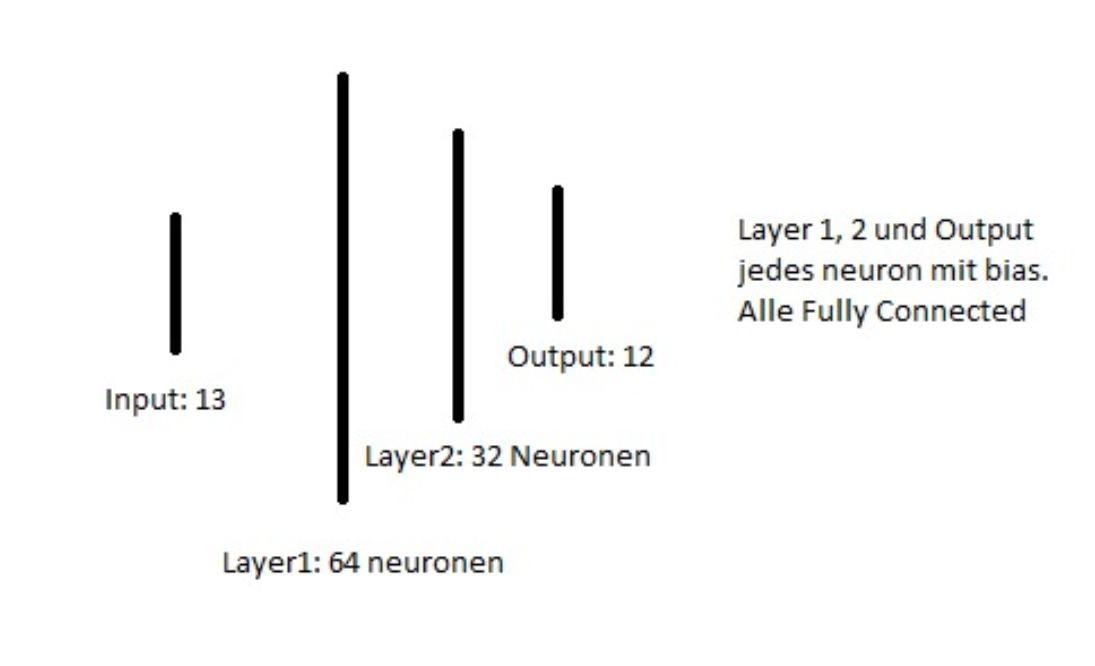 Input: 13
Layer1: 64 neuronen
Layer2: 32 Neuronen
Output: 12
Layer 1, 2 und Output
jedes neuron mit bias.
Alle Fully Connected